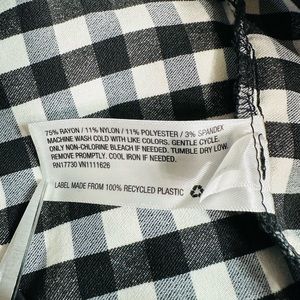 75% RAYON / 11% NYLON / 11% POLYESTER / 3% SPANDEX
MACHINE WASH COLD WITH LIKE COLORS. GENTLE CYCLE.
ONLY NON-CHLORINE BLEACH IF NEEDED. TUMBLE DRY LOW.
REMOVE PROMPTLY. COOL IRON IF NEEDED.
RN17730 VN1111626
LABEL MADE FROM 100% RECYCLED PLASTIC